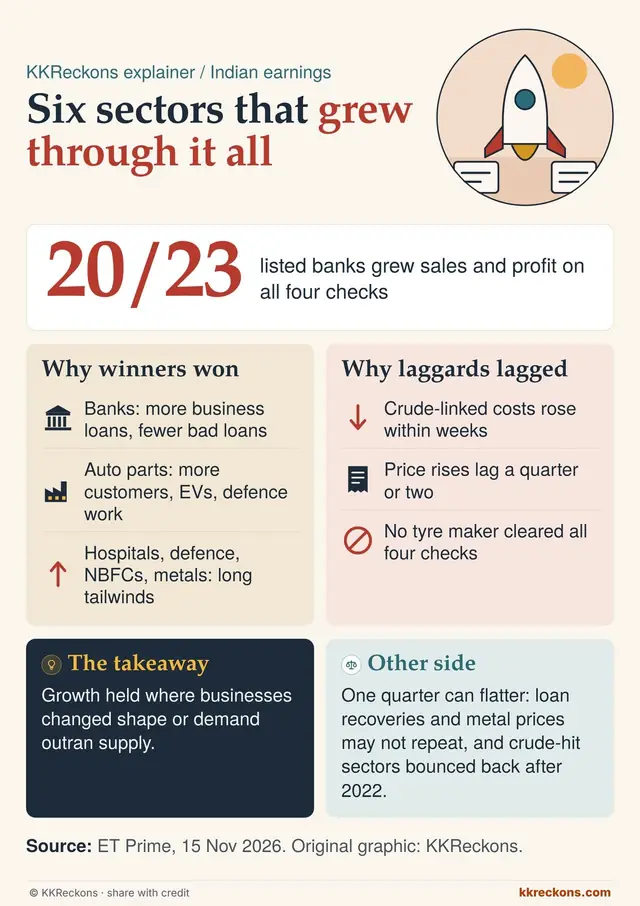 KKReckons explainer / Indian earnings
Six sectors that grew
through it all
20/23
listed banks grew sales and profit on
all four checks
Why winners won
Banks: more business
loans, fewer bad loans
Auto parts: more
customers, EVs, defence
work
Hospitals, defence,
NBFCs, metals: long
tailwinds
Why laggards lagged
Crude-linked costs rose
within weeks
Price rises lag a quarter
or two
No tyre maker cleared all
four checks
The takeaway
Growth held where businesses
changed shape or demand
outran supply.
Other side
One quarter can flatter: loan
recoveries and metal prices
may not repeat, and crude-hit
sectors bounced back after
2022.
Source: ET Prime, 15 Nov 2026. Original graphic: KKReckons.
© KKReckons · share with credit
kkreckons.com